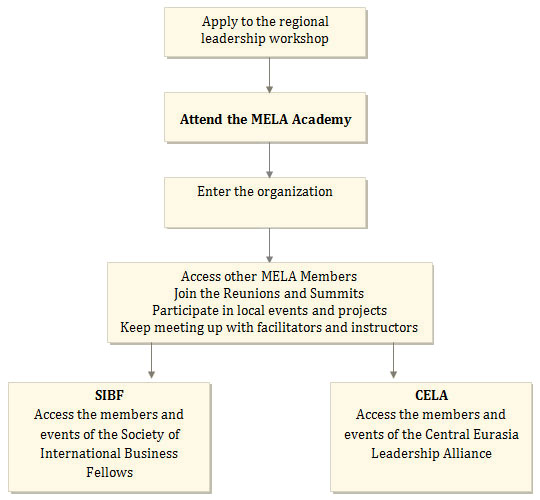 Apply to the regional
leadership workshop
Attend the MELA Academy
Enter the organization
Access other MELA Members
Join the Reunions and Summits
Participate in local events and projects
Keep meeting up with facilitators and instructors
SIBF
Access the members and
events of the Society of
International Business
Fellows
CELA
Access the members and
events of the Central Eurasia
Leadership Alliance